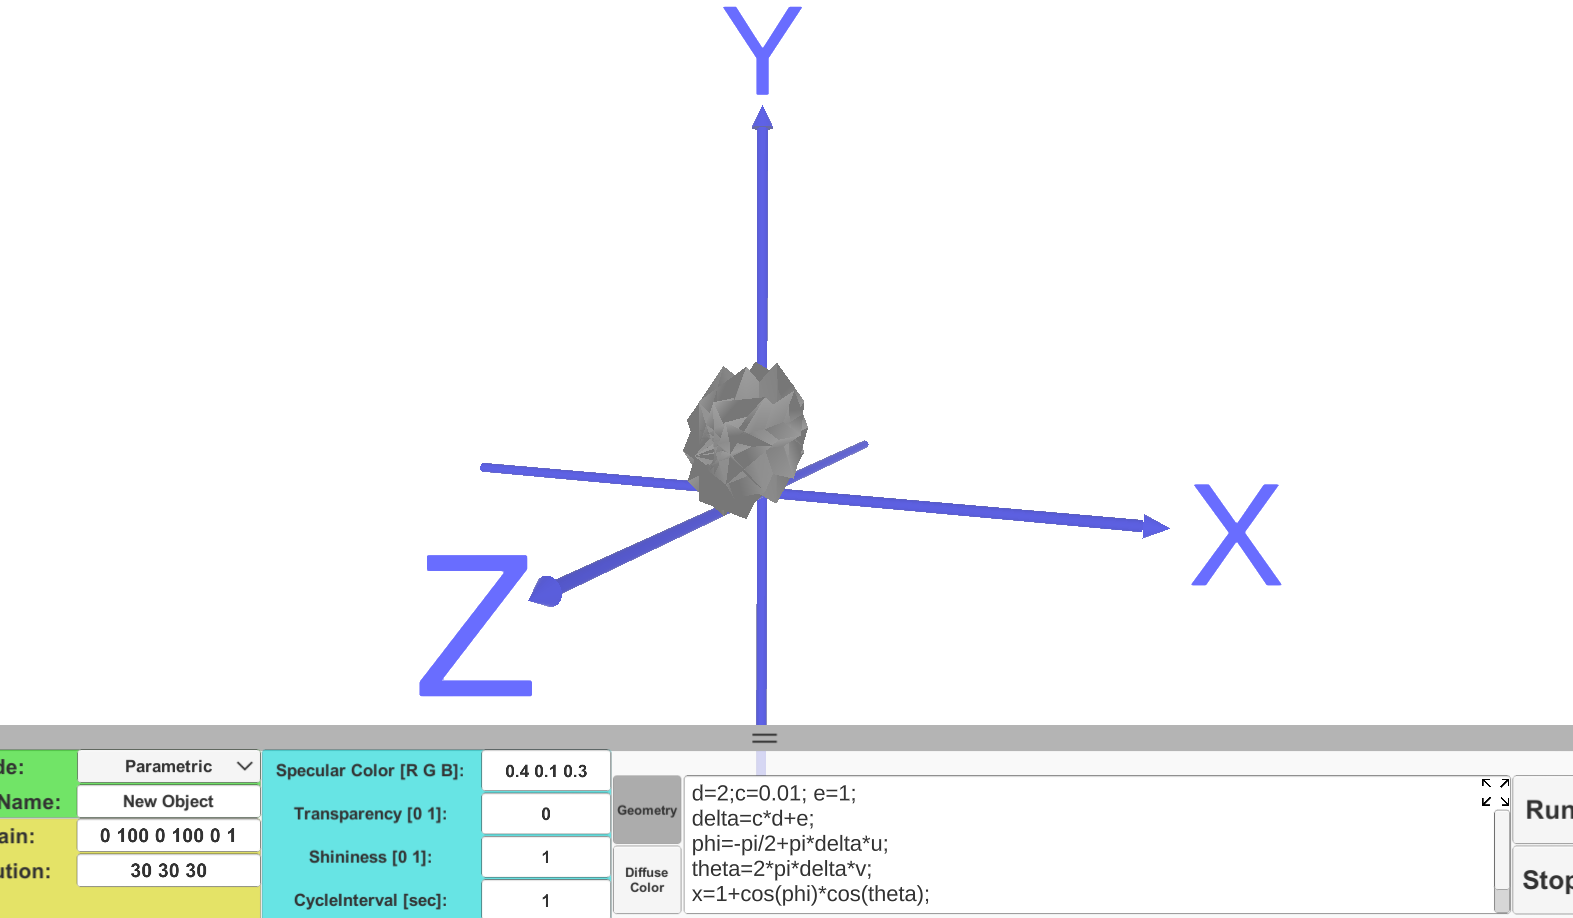 Y
X
Z
de:
Parametric
Name:
New Object
ain:
0 100 0 100 0 1
ution:
30 30 30
Specular Color [R G B]:
0.4 0.1 0.3
Transparency [0 1]:
0
Shininess [0 1]:
1
CycleInterval [sec]:
1
Geometry
Diffuse
Color
d=2;c=0.01; e=1;
delta=c*d+e;
phi=-pi/2+pi*delta*u;
theta=2*pi*delta*v;
x=1+cos(phi)*cos(theta);
Run
Stop